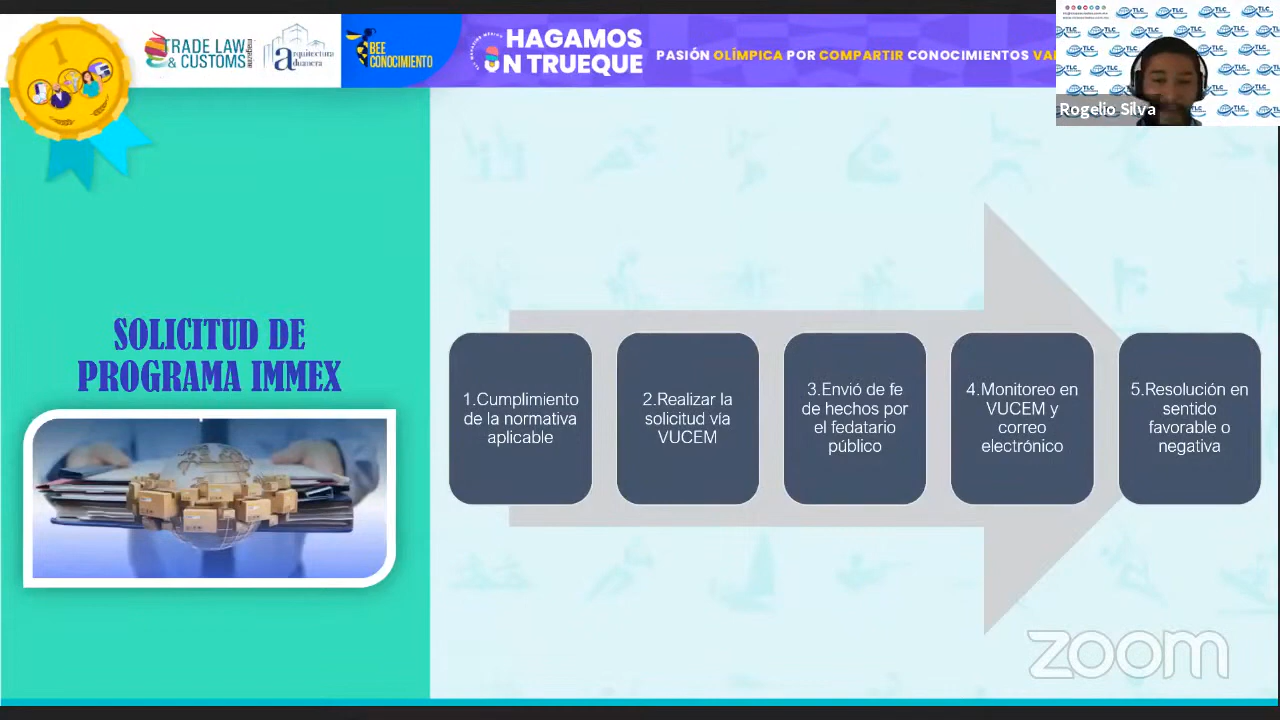 TRADE LAW
& CUSTOMS
arquitectura
aduanera
BEE
CONOCIMIENTO
HAGAMOS
UN TRUEQUE
PASIÓN OLÍMPICA POR COMPARTIR CONOCIMIENTOS
TLC
Rogelio Silva
SOLICITUD DE
PROGRAMA IMMEX
1.Cumplimiento
de la normativa
aplicable
2.Realizar la
solicitud vía
VUCEM
3.Envió de fe
de hechos por
el fedatario
público
4.Monitoreo en
VUCEM y
correo
electrónico
5.Resolución en
sentido
favorable o
negativa
zoom